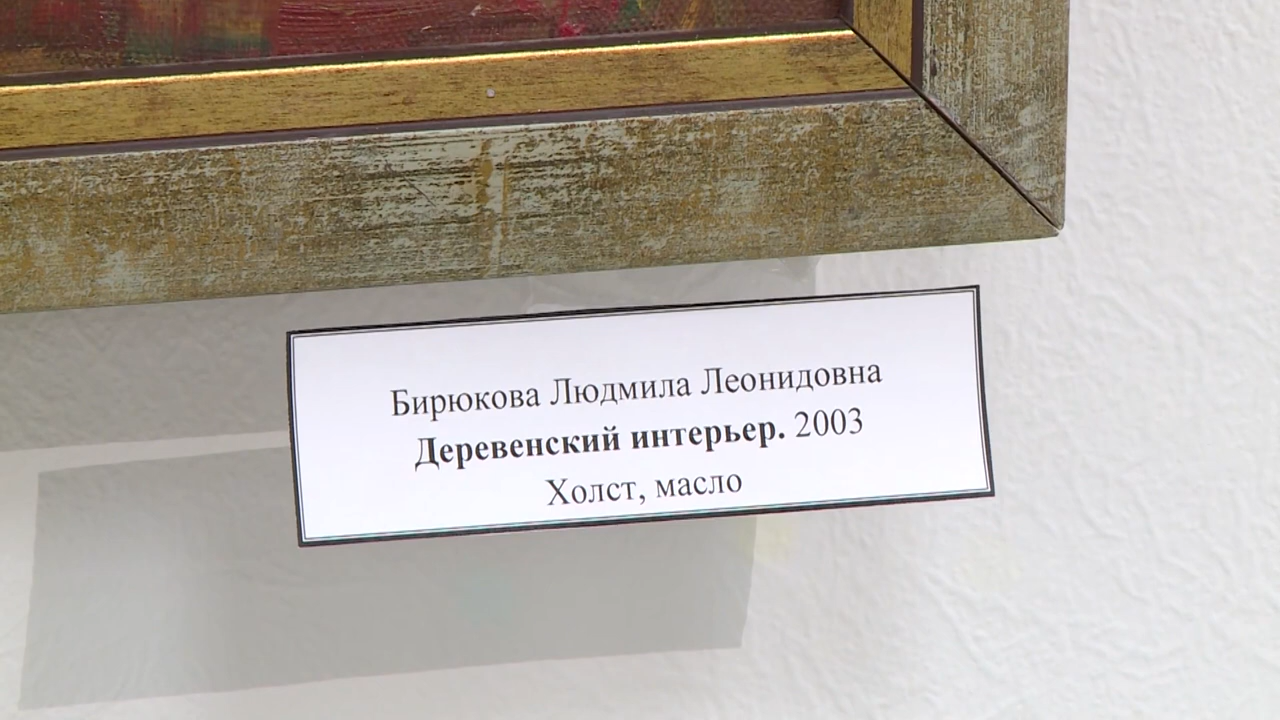 Бирюкова Людмила Леонидовна
Деревенский интерьер. 2003
Холст, масло